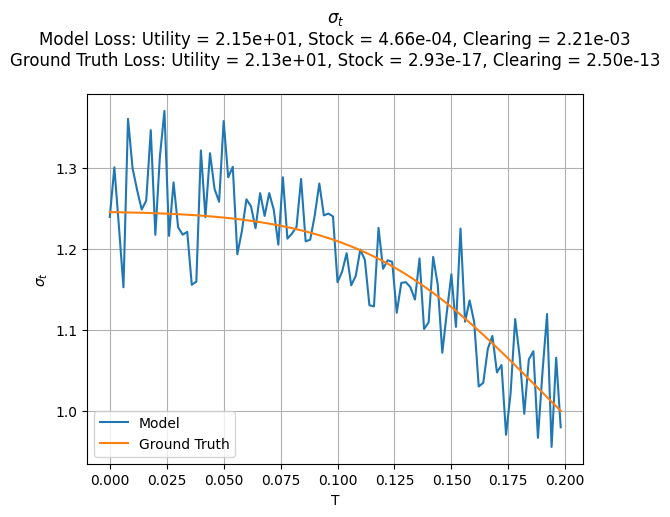 σ_t
Model Loss: Utility = 2.15e+01, Stock = 4.66e-04, Clearing = 2.21e-03
Ground Truth Loss: Utility = 2.13e+01, Stock = 2.93e-17, Clearing = 2.50e-13
σ_t
1.3
1.2
1.1
1.0
Model
Ground Truth
0.000 0.025 0.050 0.075 0.100 0.125 0.150 0.175 0.200
T